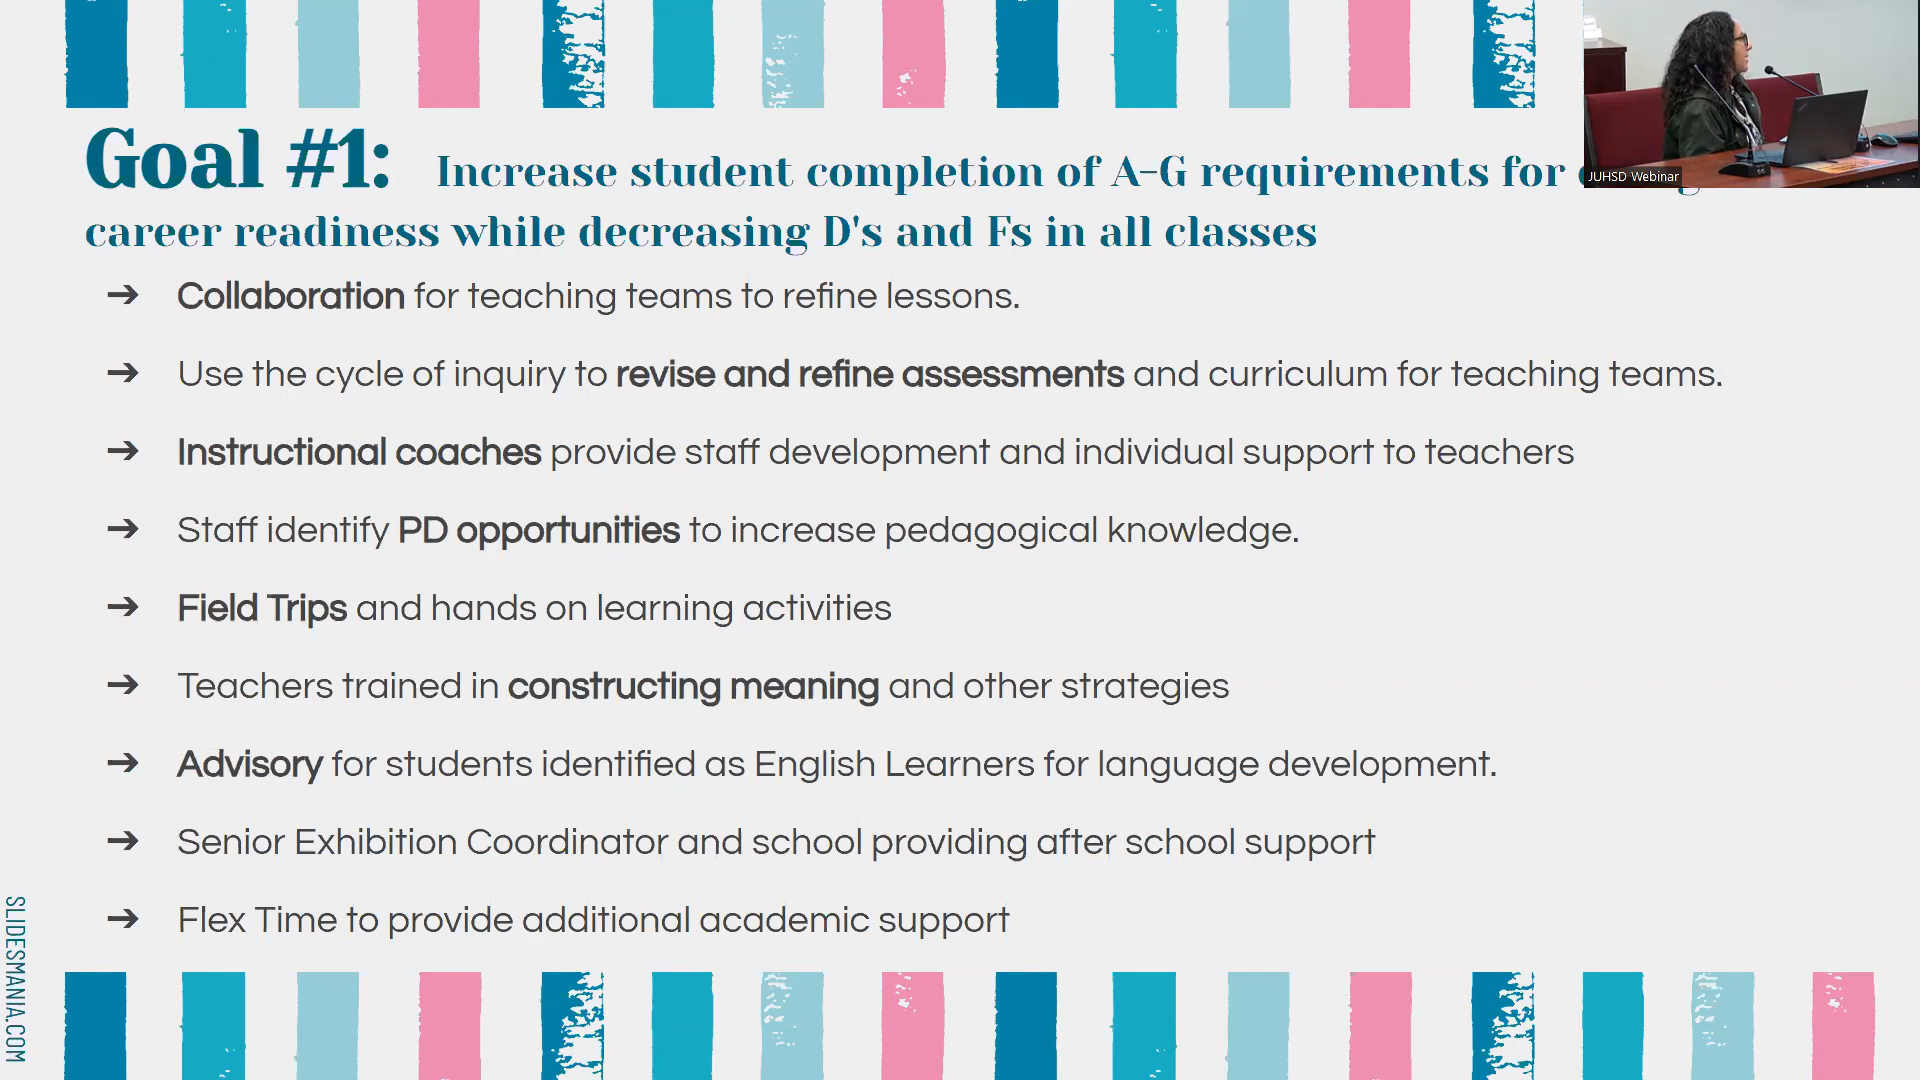 Goal #1: Increase student completion of A-G requirements for
career readiness while decreasing D's and Fs in all classes
➔ Collaboration for teaching teams to refine lessons.
➔ Use the cycle of inquiry to revise and refine assessments and curriculum for teaching teams.
➔ Instructional coaches provide staff development and individual support to teachers
➔ Staff identify PD opportunities to increase pedagogical knowledge.
➔ Field Trips and hands on learning activities
➔ Teachers trained in constructing meaning and other strategies
➔ Advisory for students identified as English Learners for language development.
➔ Senior Exhibition Coordinator and school providing after school support
➔ Flex Time to provide additional academic support
JUHSD Webinar
SLIDESMANIA.COM